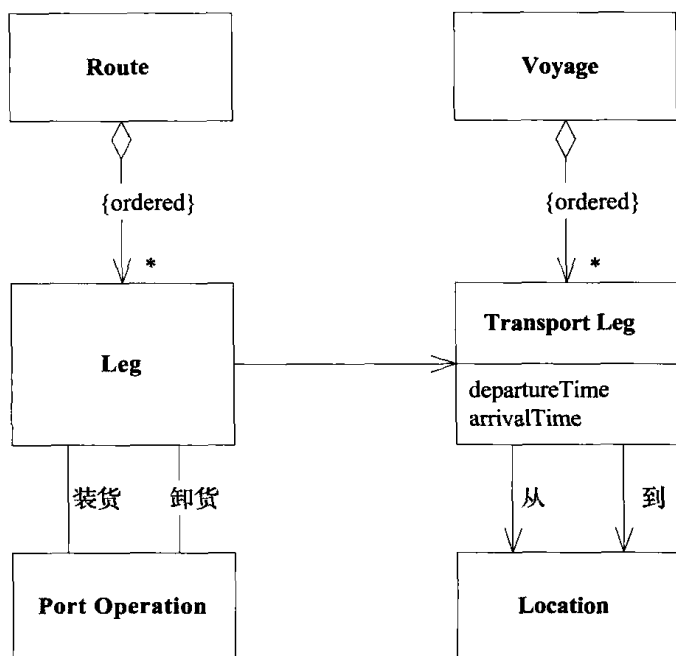 Route
Voyage
{ordered}
{ordered}
*
*
Leg
Transport Leg
departureTime
arrivalTime
装货
卸货
从
到
Port Operation
Location